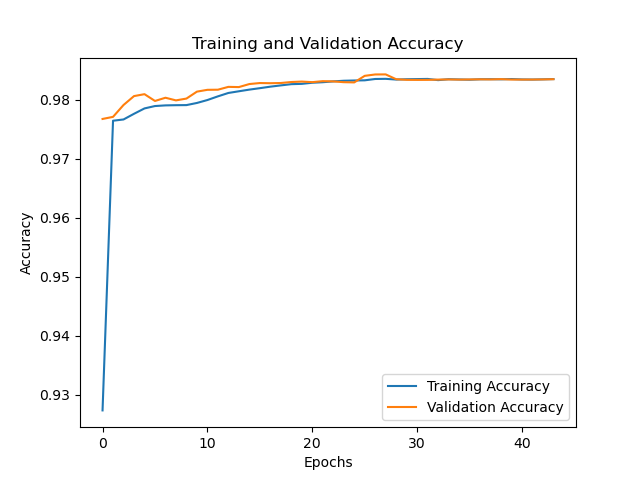 Training and Validation Accuracy
0.98
0.97
0.96
0.95
0.94
0.93
Accuracy
Training Accuracy
Validation Accuracy
0
10
20
30
40
Epochs